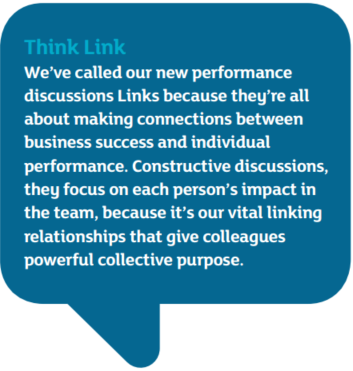 Think Link
We’ve called our new performance
discussions Links because they’re all
about making connections between
business success and individual
performance. Constructive discussions,
they focus on each person’s impact in
the team, because it’s our vital linking
relationships that give colleagues
powerful collective purpose.